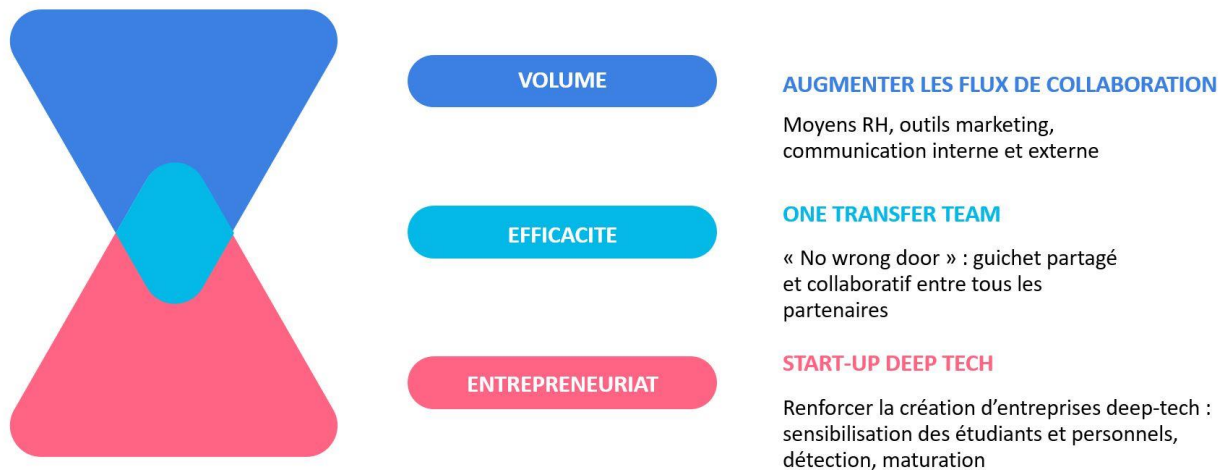 VOLUME
AUGMENTER LES FLUX DE COLLABORATION
Moyens RH, outils marketing,
communication interne et externe
EFFICACITE
ONE TRANSFER TEAM
« No wrong door » : guichet partagé
et collaboratif entre tous les
partenaires
ENTREPRENEURIAT
START-UP DEEP TECH
Renforcer la création d’entreprises deep-tech :
sensibilisation des étudiants et personnels,
détection, maturation